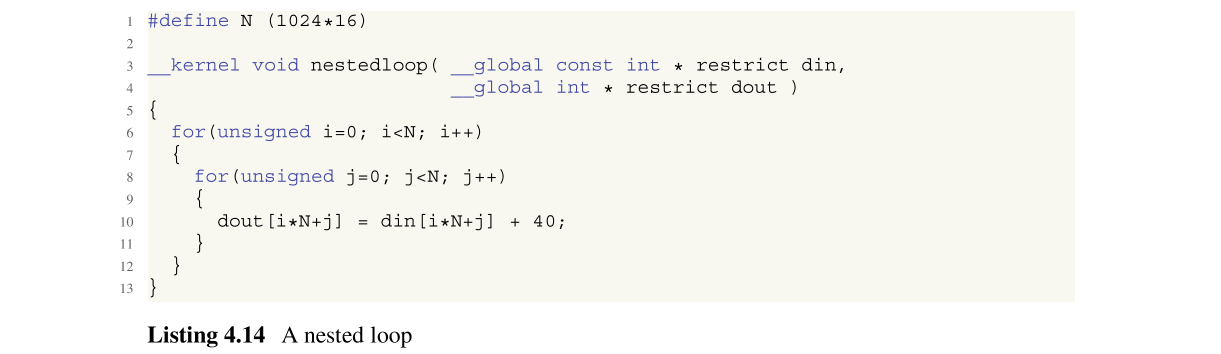 1 #define N (1024*16)
2
3 __kernel void nestedloop( __global const int * restrict din,
4                           __global int * restrict dout )
5 {
6   for(unsigned i=0; i<N; i++)
7   {
8     for(unsigned j=0; j<N; j++)
9     {
10       dout[i*N+j] = din[i*N+j] + 40;
11     }
12   }
13 }
Listing 4.14 A nested loop